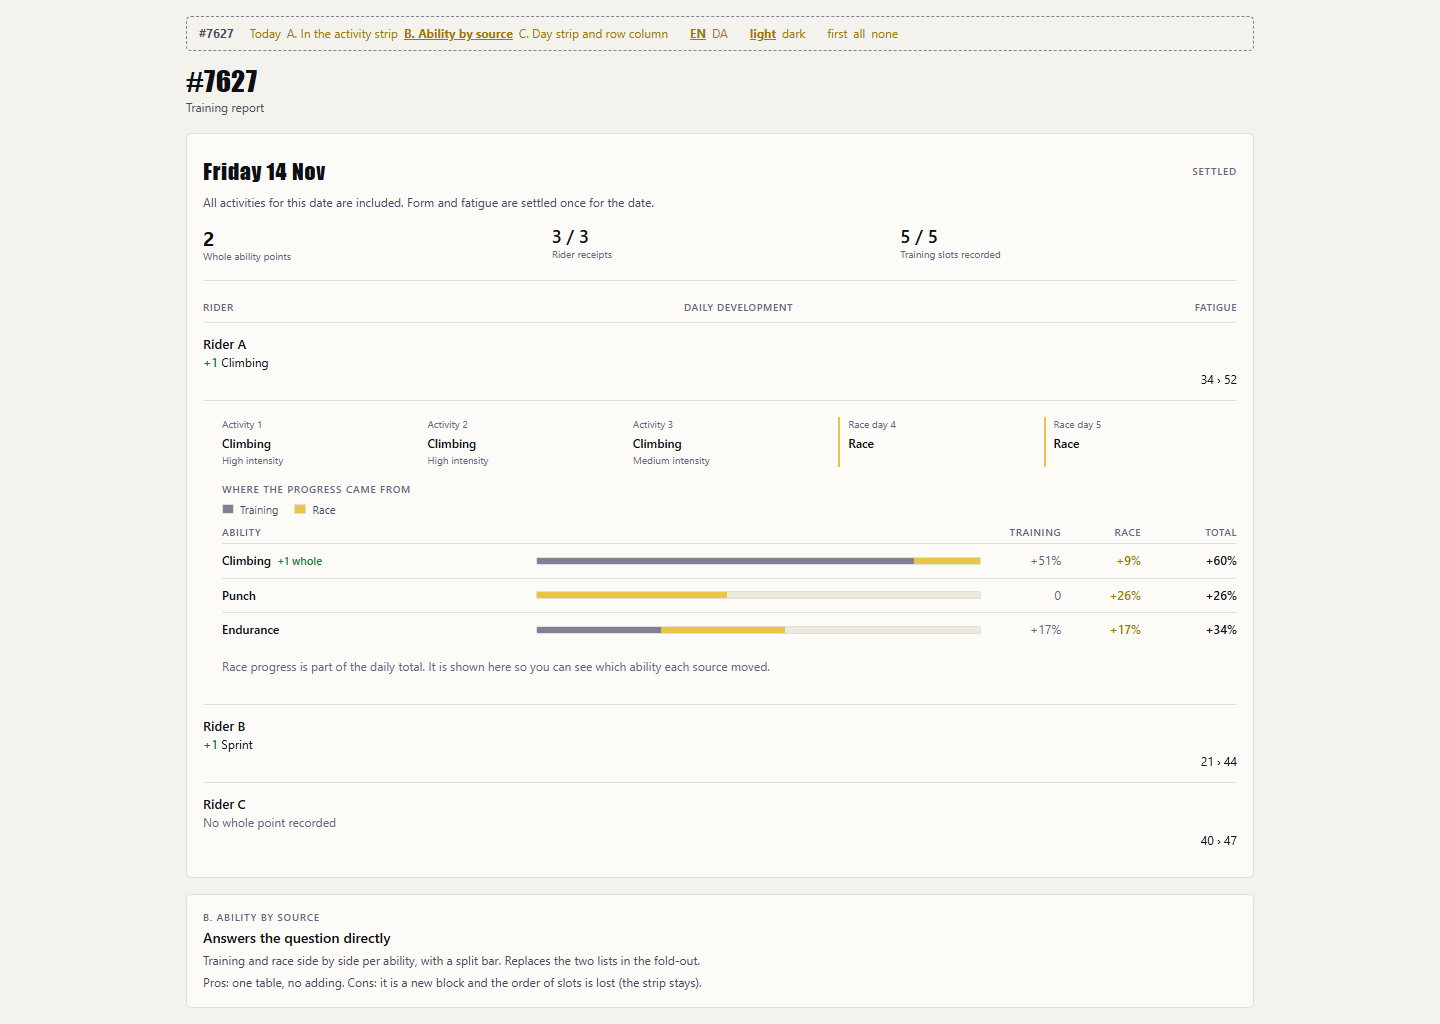 #7627 Today A. In the activity strip B. Ability by source C. Day strip and row column EN DA light dark first all none
#7627
Training report
Friday 14 Nov SETTLED
All activities for this date are included. Form and fatigue are settled once for the date.
2 3 / 3 5 / 5
Whole ability points Rider receipts Training slots recorded
RIDER DAILY DEVELOPMENT FATIGUE
Rider A
+1 Climbing
34 › 52
Activity 1 Activity 2 Activity 3 Race day 4 Race day 5
Climbing Climbing Climbing Race Race
High intensity High intensity Medium intensity
WHERE THE PROGRESS CAME FROM
Training Race
ABILITY TRAINING RACE TOTAL
Climbing +1 whole +51% +9% +60%
Punch 0 +26% +26%
Endurance +17% +17% +34%
Race progress is part of the daily total. It is shown here so you can see which ability each source moved.
Rider B
+1 Sprint
21 › 44
Rider C
No whole point recorded
40 › 47
B. ABILITY BY SOURCE
Answers the question directly
Training and race side by side per ability, with a split bar. Replaces the two lists in the fold-out.
Pros: one table, no adding. Cons: it is a new block and the order of slots is lost (the strip stays).